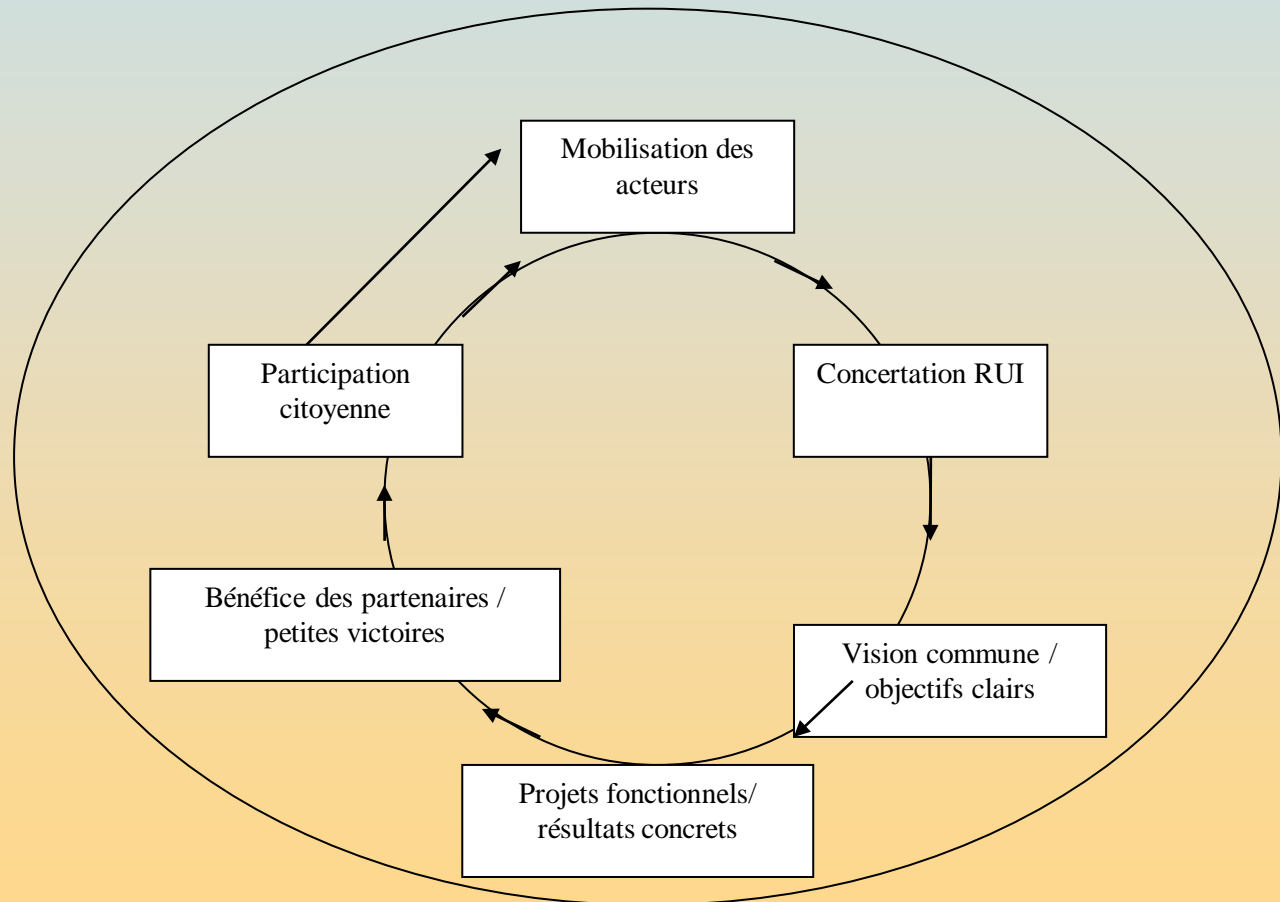 Mobilisation des
acteurs
Participation
citoyenne
Concertation RUI
Bénéfice des partenaires /
petites victoires
Vision commune /
objectifs clairs
Projets fonctionnels/
résultats concrets